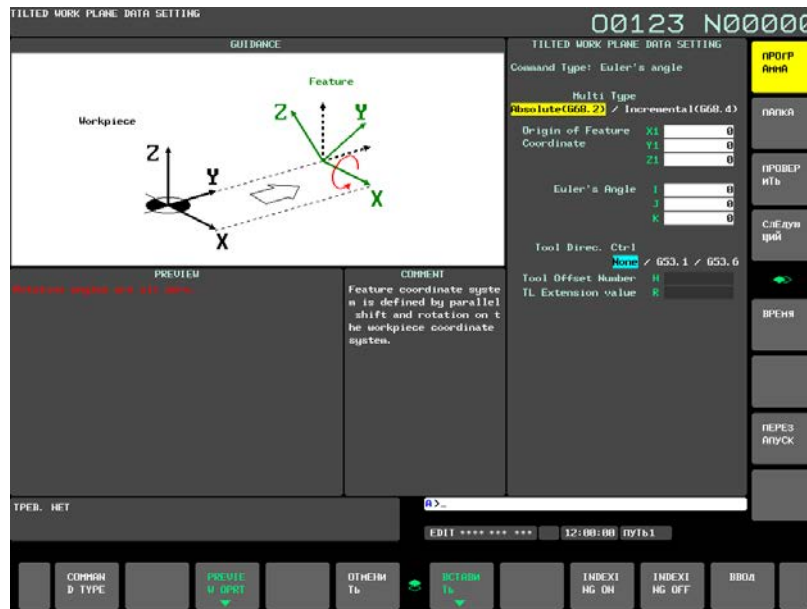 TILTED WORK PLANE DATA SETTING
O0123 N00000
GUIDANCE
Workpiece
Feature
Z
Y
X
Z
Y
X
PREVIEW
Rotation angles are all zero.
COMMENT
Feature coordinate syste
m is defined by parallel
shift and rotation on t
he workpiece coordinate
system.
TILTED WORK PLANE DATA SETTING
Command Type: Euler's angle
Multi Type
Absolute(G68.2) / Incremental(G68.4)
Origin of Feature X1 0
Coordinate Y1 0
Z1 0
Euler's Angle I 0
J 0
K 0
Tool Direc. Ctrl
None / G53.1 / G53.6
Tool Offset Number H
TL Extension value R
ПРОГР
АММА
ПАПКА
ПРОВЕР
ИТЬ
СЛЕДУЮ
ЩИЙ
ВРЕМЯ
ПЕРЕЗ
АПУСК
ТРЕВ. НЕТ
A>_
EDIT **** *** ***
12:00:00
ПУТЬ1
COMMAN
D TYPE
PREVIE
W OPRT
ОТМЕНИ
ТЬ
ВСТАВИ
ТЬ
INDEXI
NG ON
INDEXI
NG OFF
ВВОД